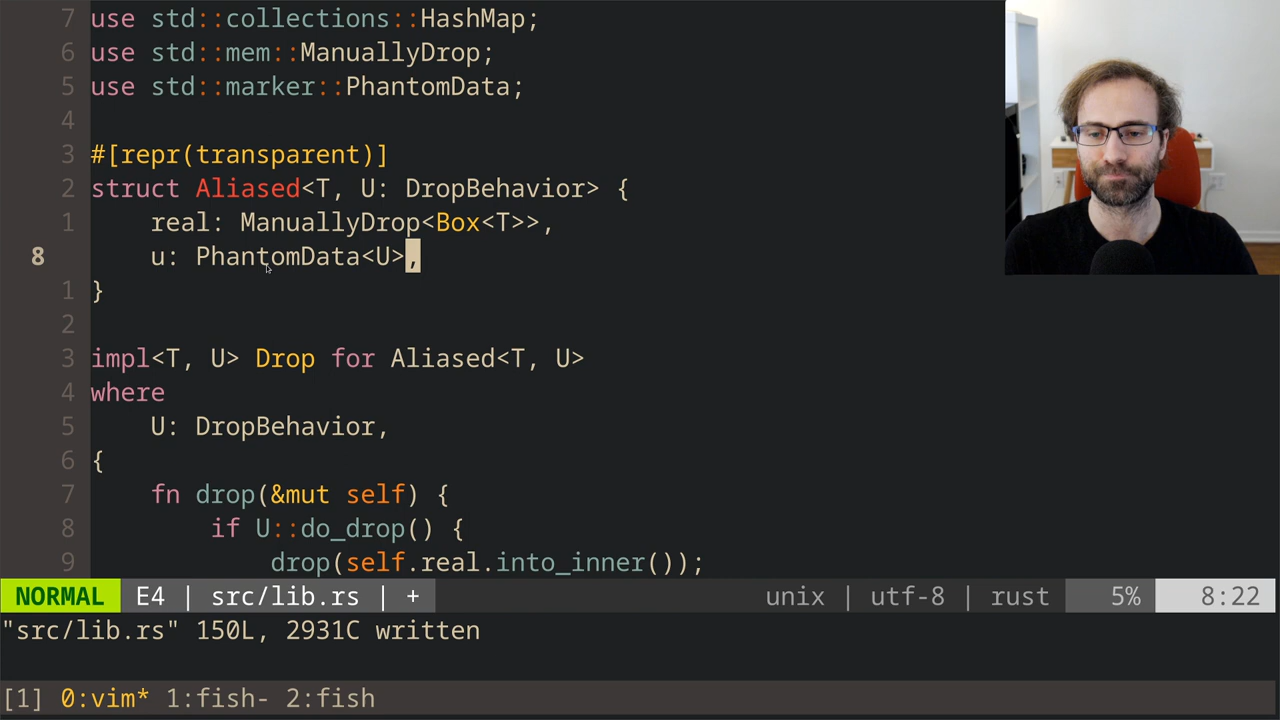 7 use std::collections::HashMap;
6 use std::mem::ManuallyDrop;
5 use std::marker::PhantomData;
4
3 #[repr(transparent)]
2 struct Aliased<T, U: DropBehavior> {
1     real: ManuallyDrop<Box<T>>,
8     u: PhantomData<U>,
1 }
2
3 impl<T, U> Drop for Aliased<T, U>
4 where
5     U: DropBehavior,
6 {
7     fn drop(&mut self) {
8         if U::do_drop() {
9             drop(self.real.into_inner());
NORMAL E4 | src/lib.rs | + unix | utf-8 | rust 5% 8:22
"src/lib.rs" 150L, 2931C written
[1] 0:vim* 1:fish- 2:fish